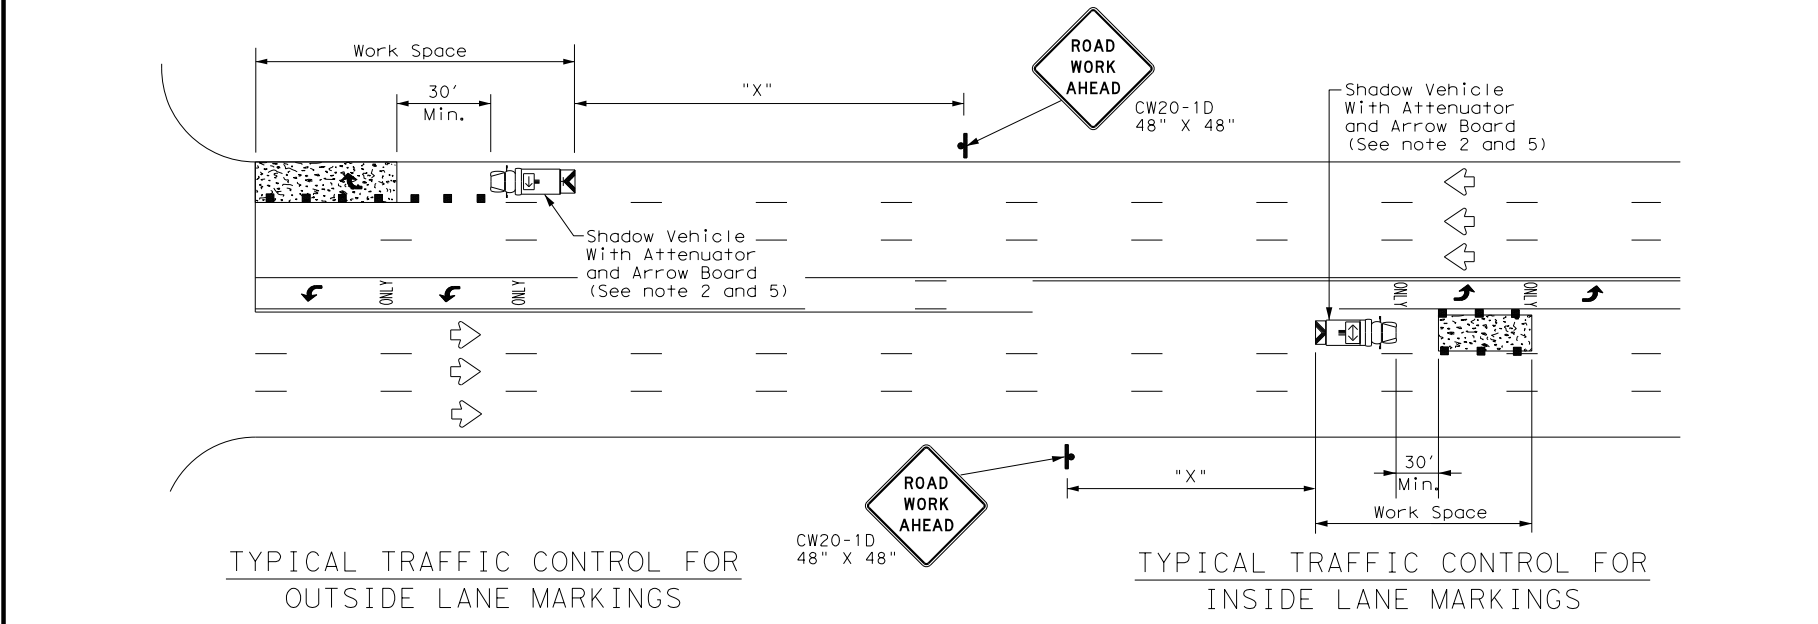 Work Space
30'
Min.
"X"
ROAD
WORK
AHEAD
CW20-1D
48" X 48"
Shadow Vehicle
With Attenuator
and Arrow Board
(See note 2 and 5)
Shadow Vehicle
With Attenuator
and Arrow Board
(See note 2 and 5)
ONLY
ONLY
ONLY
ONLY
ROAD
WORK
AHEAD
CW20-1D
48" X 48"
"X"
30'
Min.
Work Space
TYPICAL TRAFFIC CONTROL FOR
OUTSIDE LANE MARKINGS
TYPICAL TRAFFIC CONTROL FOR
INSIDE LANE MARKINGS